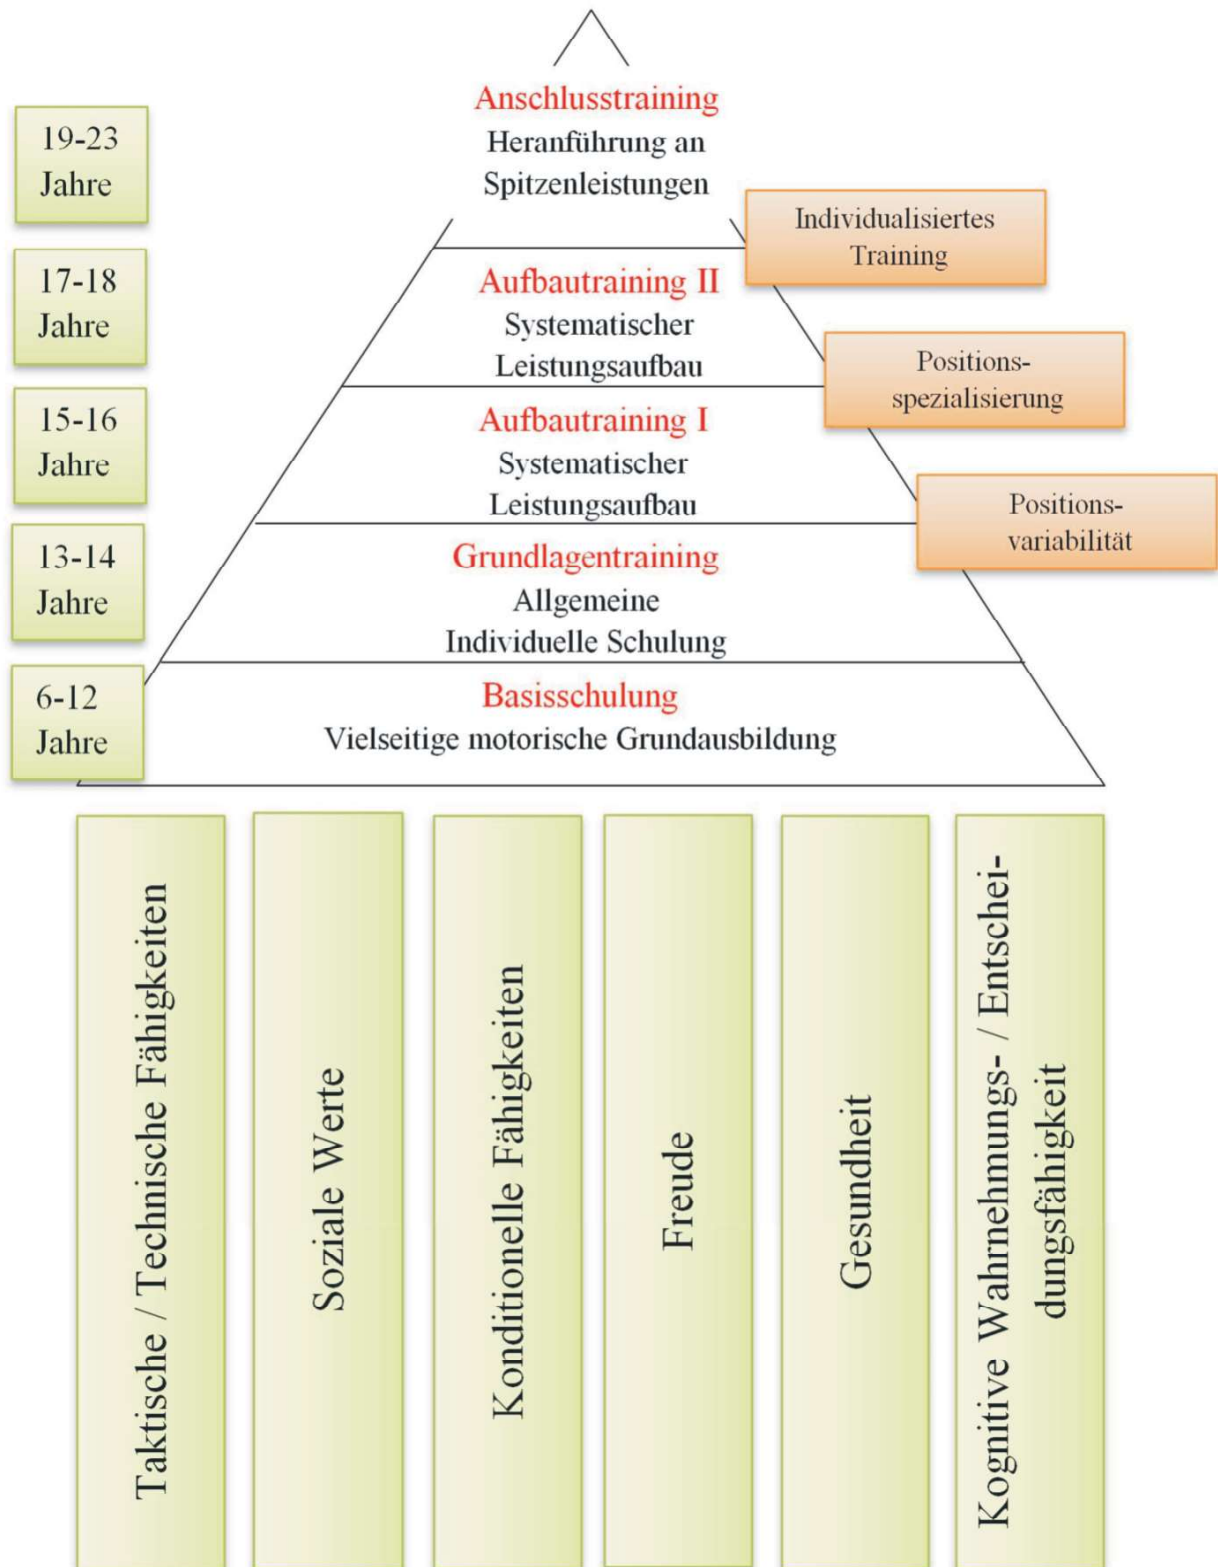 Anschlusstraining
Heranführung an
Spitzenleistungen
19-23
Jahre
Individualisiertes
Training
17-18
Jahre
Aufbautraining II
Systematischer
Leistungsaufbau
Positions-
spezialisierung
15-16
Jahre
Aufbautraining I
Systematischer
Leistungsaufbau
Positions-
variabilität
13-14
Jahre
Grundlagentraining
Allgemeine
Individuelle Schulung
6-12
Jahre
Basisschulung
Vielseitige motorische Grundausbildung
Taktische / Technische Fähigkeiten
Soziale Werte
Konditionelle Fähigkeiten
Freude
Gesundheit
Kognitive Wahrnehmungs- / Entschei-
dungsfähigkeit